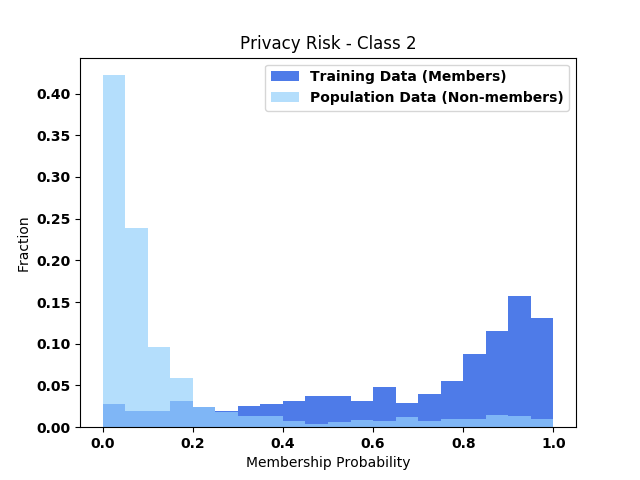 Privacy Risk - Class 2
Training Data (Members)
Population Data (Non-members)
0.40
0.35
0.30
0.25
0.20
0.15
0.10
0.05
0.00
Fraction
0.0 0.2 0.4 0.6 0.8 1.0
Membership Probability